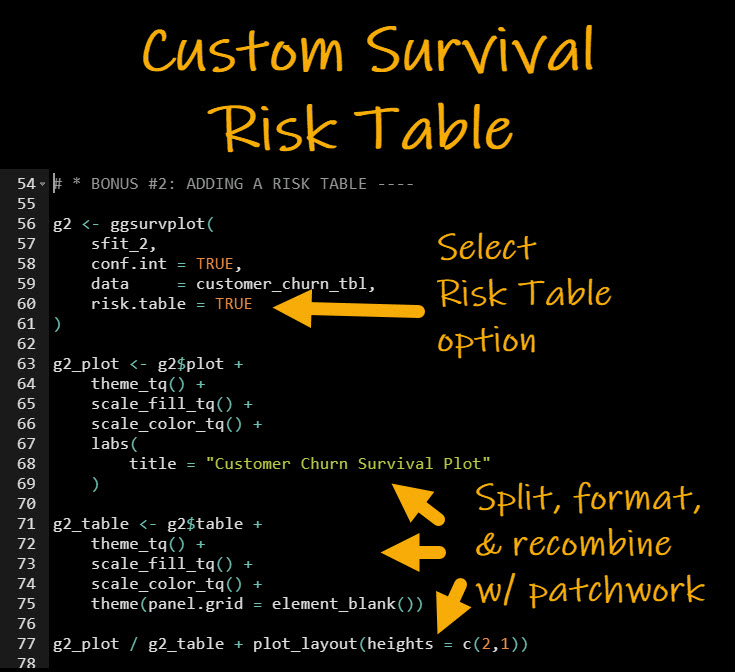 Custom Survival
Risk Table
54 # * BONUS #2: ADDING A RISK TABLE ----
55
56 g2 <- ggsurvplot(
57     sfit_2,
58     conf.int = TRUE,
59     data     = customer_churn_tbl,
60     risk.table = TRUE
61 )
62
Select
Risk Table
option
63 g2_plot <- g2$plot +
64     theme_tq() +
65     scale_fill_tq() +
66     scale_color_tq() +
67     labs(
68         title = "Customer Churn Survival Plot"
69     )
70
71 g2_table <- g2$table +
72     theme_tq() +
73     scale_fill_tq() +
74     scale_color_tq() +
75     theme(panel.grid = element_blank())
76
Split, format,
& recombine
w/ patchwork
77 g2_plot / g2_table + plot_layout(heights = c(2,1))
78